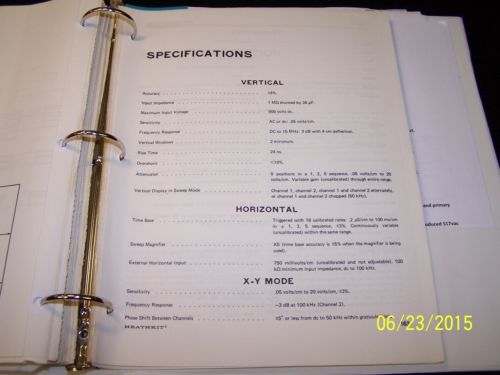 SPECIFICATIONS
VERTICAL
Accuracy . . . ±3%.
Input Impedance . . . 1 MΩ shunted by 38 pF.
Maximum Input Voltage . . . 600 volts dc.
Sensitivity . . . AC or dc: .05 volts/cm.
Frequency Response . . . DC to 15 MHz: 3 dB with 4 cm deflection.
Vertical Windows . . . 2 minimum.
Rise Time . . . 24 ns.
Overshoot . . . <10%.
Attenuator . . . 9 positions in a 1, 2, 5 sequence, .05 volts/cm to 20
volts/cm. Variable gain (uncalibrated) through entire range.
Vertical Display in Sweep Mode . . . Channel 1, channel 2, channel 1 and channel 2 alternately,
or channel 1 and channel 2 chopped (50 kHz).
HORIZONTAL
Time Base . . . Triggered with 18 calibrated rates: .2 µS/cm to 100 ms/cm
in a 1, 2, 5 sequence, ±3%. Continuously variable
(uncalibrated) within the same range.
Sweep Magnifier . . . X5 (time base accuracy is ±5% when the magnifier is being
used).
External Horizontal Input . . . 750 millivolts/cm (uncalibrated and not adjustable). 100
kΩ minimum input impedance, dc to 100 kHz.
X-Y MODE
Sensitivity . . . .05 volts/cm to 20 volts/cm, ±3%.
Frequency Response . . . −3 dB at 100 kHz (Channel 2).
Phase Shift Between Channels . . . ±5° or less from dc to 50 kHz within graticule
HEATHKIT
and primary
oduced 517vac
06/23/2015